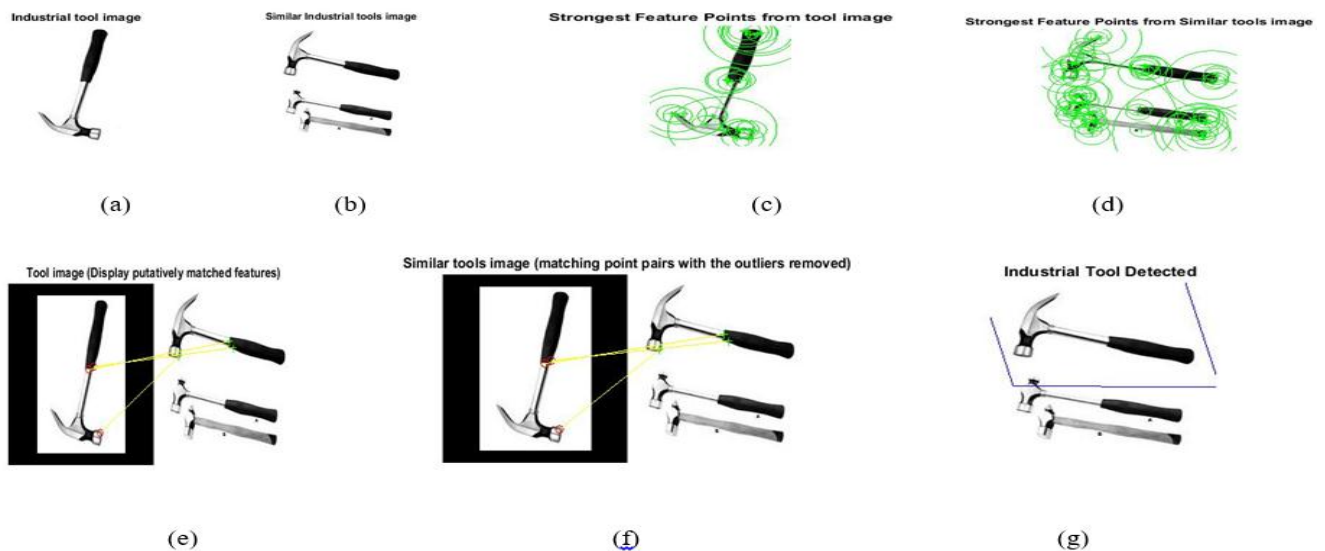 Industrial tool image
Similar Industrial tools image
Strongest Feature Points from tool image
Strongest Feature Points from Similar tools image
(a)
(b)
(c)
(d)
Tool image (Display putatively matched features)
Similar tools image (matching point pairs with the outliers removed)
Industrial Tool Detected
(e)
(f)
(g)